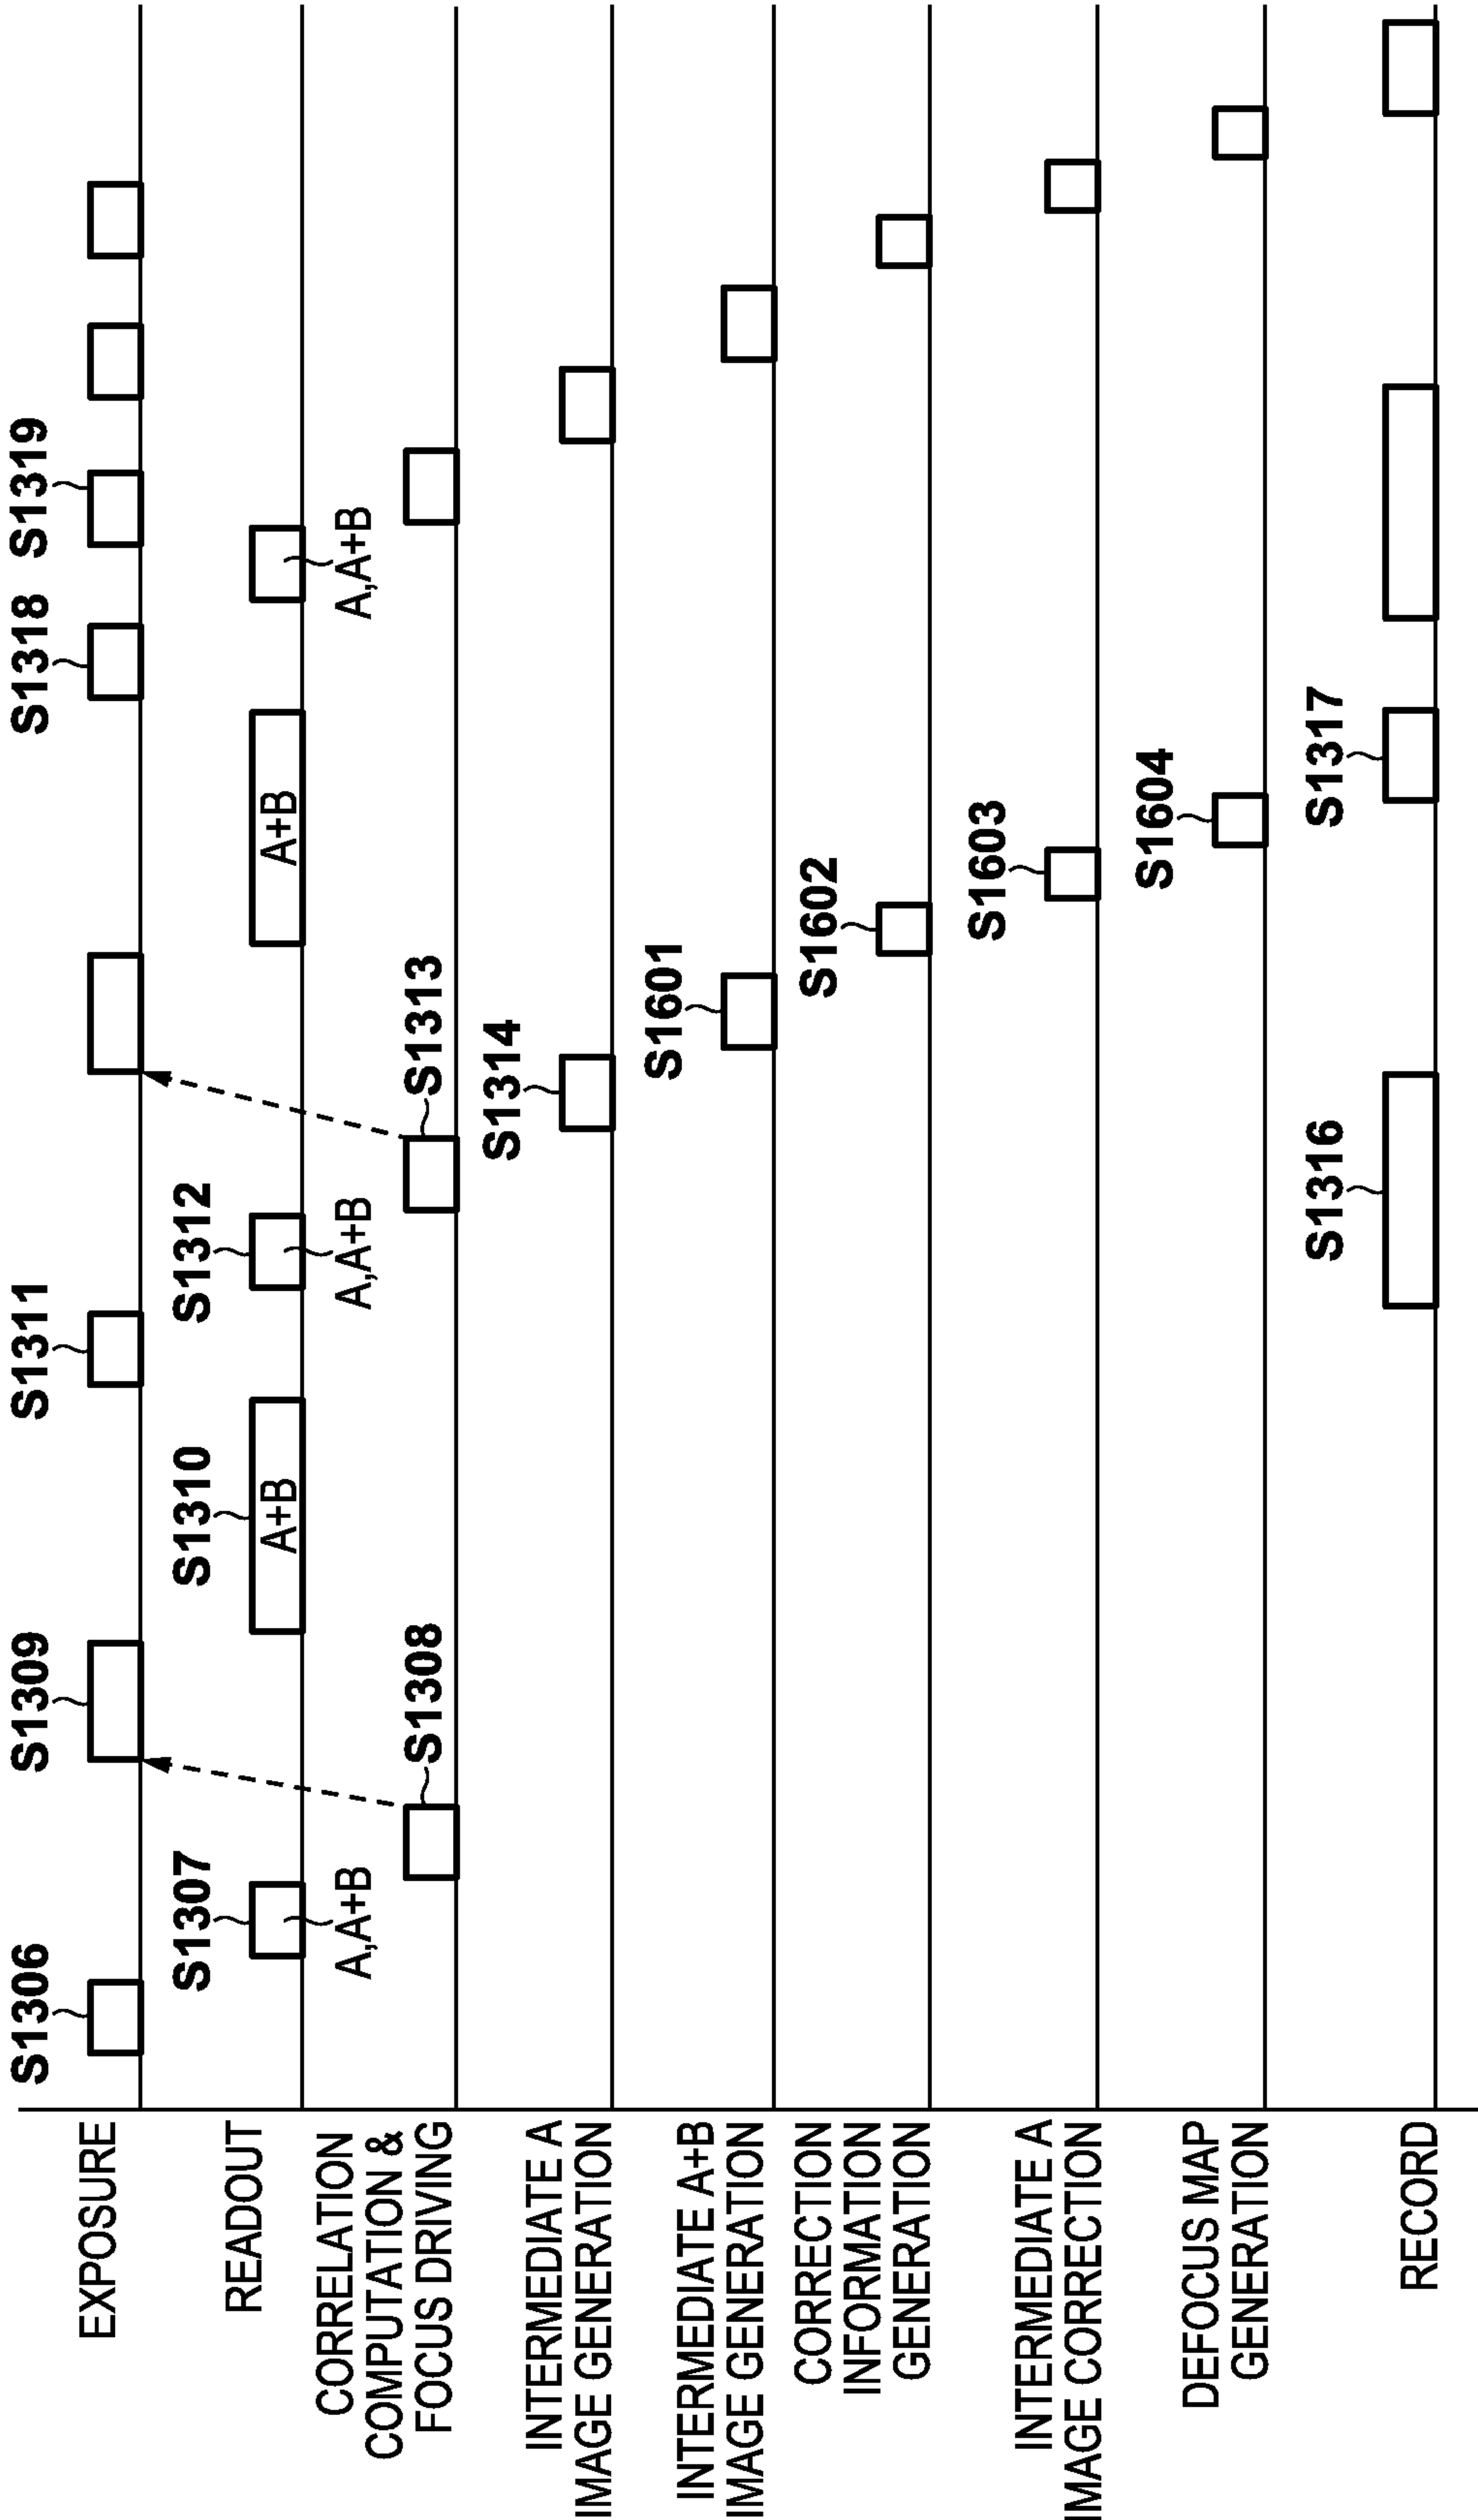 S1306
S1309
S1311
S1318
S1319
EXPOSURE
S1307
S1310
S1312
READOUT
A+B
A+B
A,A+B
A,A+B
A,A+B
S1308
S1313
CORRELATION
COMPUTATION &
FOCUS DRIVING
S1314
INTERMEDIATE A
IMAGE GENERATION
S1601
INTERMEDIATE A+B
IMAGE GENERATION
S1602
CORRECTION
INFORMATION
GENERATION
S1603
INTERMEDIATE A
IMAGE CORRECTION
S1604
DEFOCUS MAP
GENERATION
S1316
S1317
RECORD